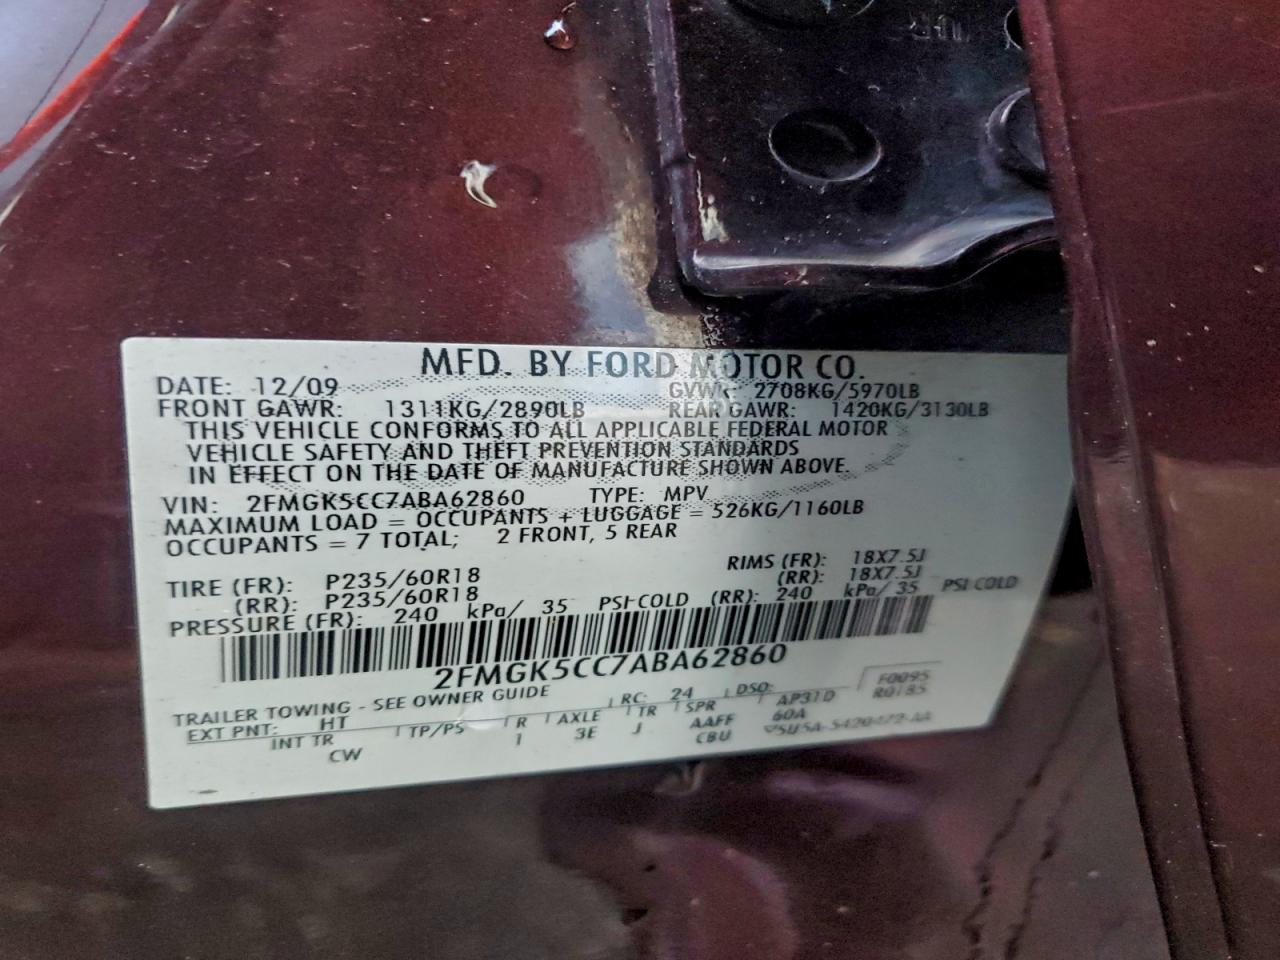 MFD. BY FORD MOTOR CO.
DATE: 12/09 GVWR: 2708KG/5970LB
FRONT GAWR: 1311KG/2890LB REAR GAWR: 1420KG/3130LB
THIS VEHICLE CONFORMS TO ALL APPLICABLE FEDERAL MOTOR
VEHICLE SAFETY AND THEFT PREVENTION STANDARDS
IN EFFECT ON THE DATE OF MANUFACTURE SHOWN ABOVE.
VIN: 2FMGK5CC7ABA62860 TYPE: MPV
MAXIMUM LOAD = OCCUPANTS + LUGGAGE = 526KG/1160LB
OCCUPANTS = 7 TOTAL; 2 FRONT, 5 REAR
TIRE (FR): P235/60R18 RIMS (FR): 18X7.5J
(RR): P235/60R18 (RR): 18X7.5J
PRESSURE (FR): 240 kPa/ 35 PSI-COLD (RR): 240 kPa/ 35 PSI COLD
2FMGK5CC7ABA62860
TRAILER TOWING - SEE OWNER GUIDE RC: 24 DSO: F0095
EXT PNT: HT SPR AP31D R0185
INT TR TP/PS R AXLE TR AAFF 60A
CW 1 3E J CBU